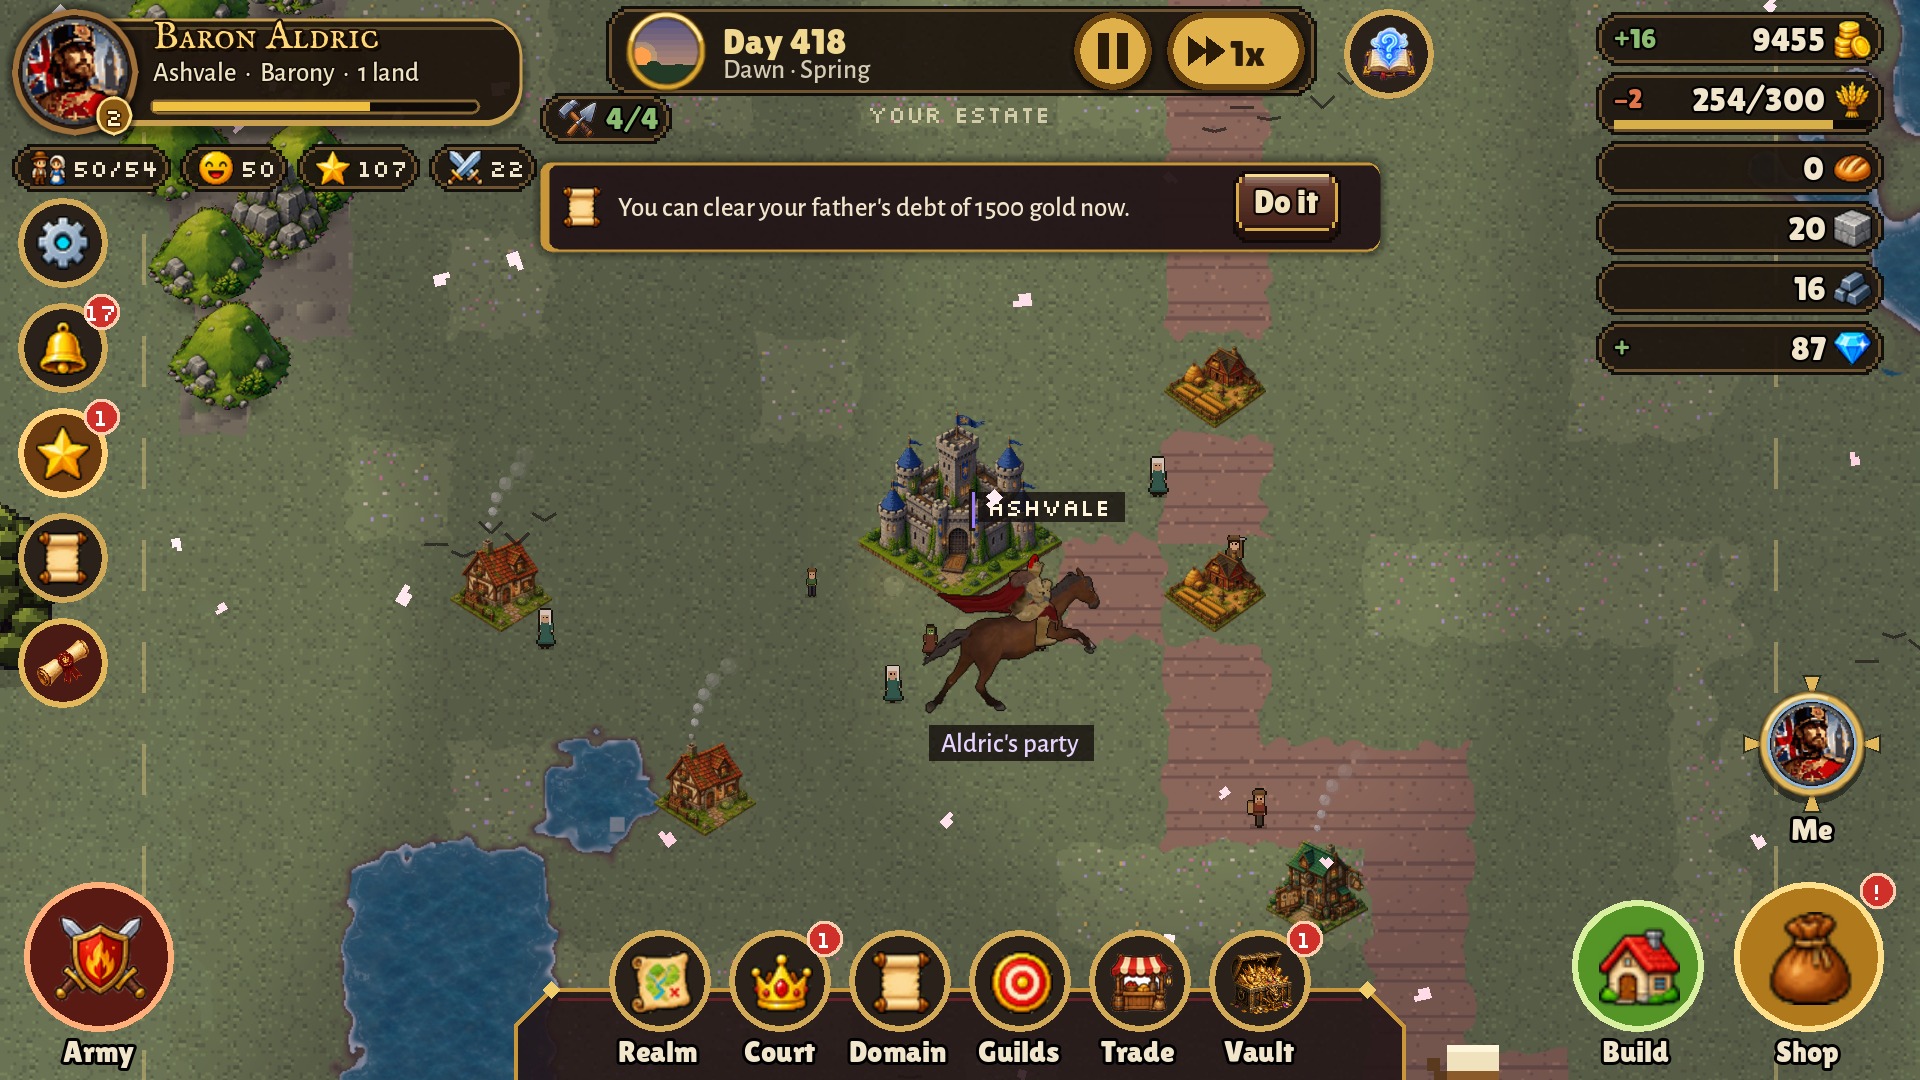 BARON ALDRIC
Ashvale · Barony · 1 land
2
50/54
50
107
22
Day 418
Dawn · Spring
1x
4/4
YOUR ESTATE
You can clear your father's debt of 1500 gold now.
Do it
+16 9455
-2 254/300
0
20
16
+ 87
17
1
ASHVALE
Aldric's party
Me
Army
Realm
1
Court
Domain
Guilds
Trade
1
Vault
Build
!
Shop